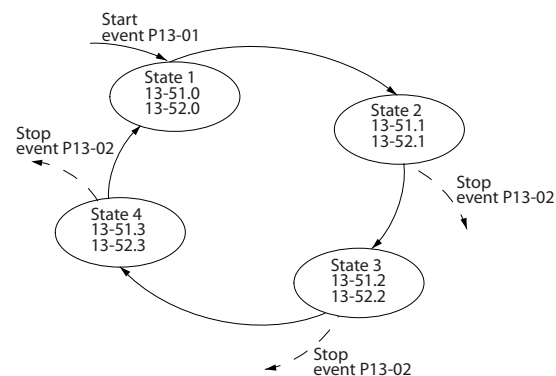 Start
event P13-01
State 1
13-51.0
13-52.0
State 2
13-51.1
13-52.1
Stop
event P13-02
Stop
event P13-02
State 4
13-51.3
13-52.3
State 3
13-51.2
13-52.2
Stop
event P13-02